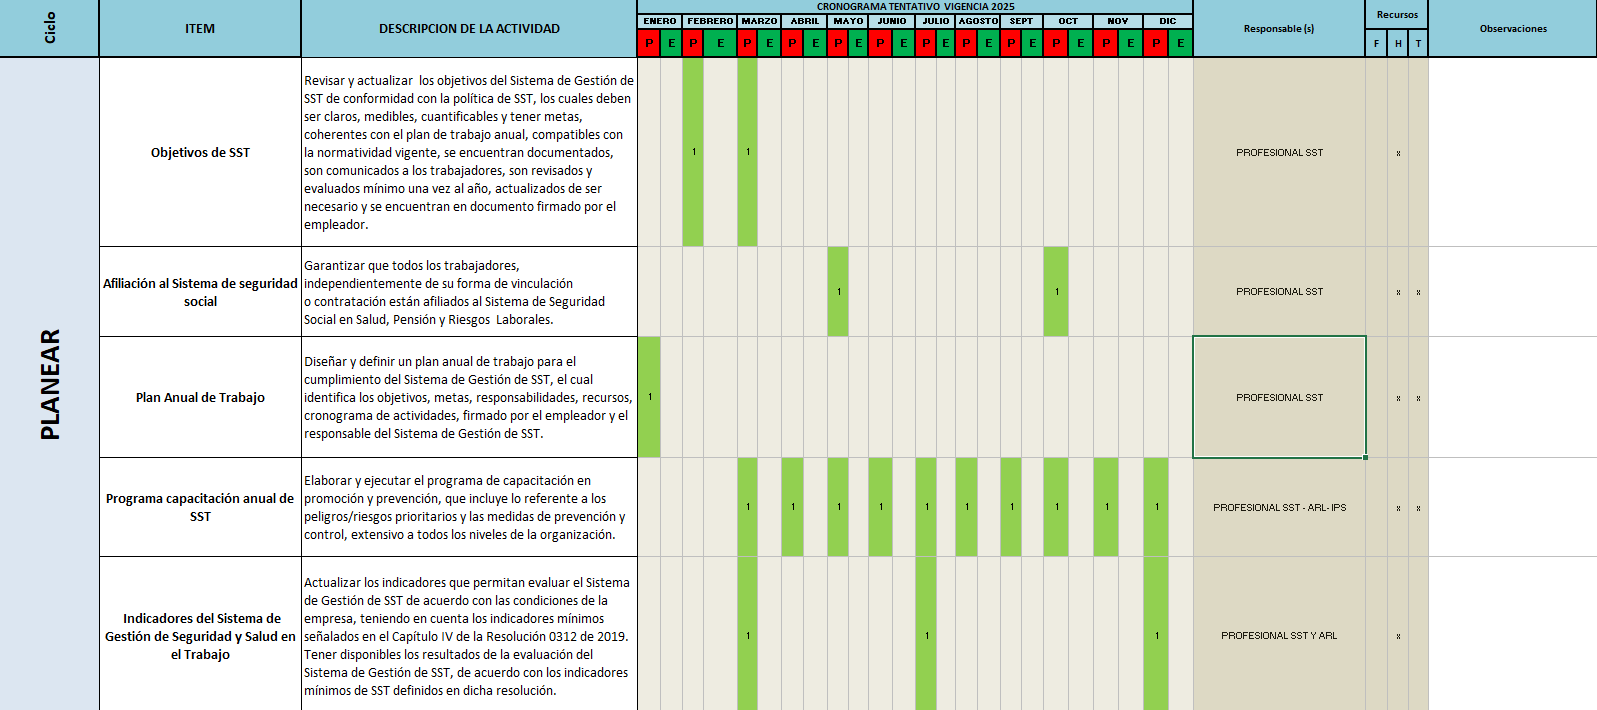 Ciclo
ITEM
DESCRIPCION DE LA ACTIVIDAD
CRONOGRAMA TENTATIVO VIGENCIA 2025
ENERO FEBRERO MARZO ABRIL MAYO JUNIO JULIO AGOSTO SEPT OCT NOV DIC
P E P E P E P E P E P E P E P E P E P E P E P E
Responsable (s)
Recursos
F H T
Observaciones
PLANEAR
Objetivos de SST
Revisar y actualizar los objetivos del Sistema de Gestión de
SST de conformidad con la política de SST, los cuales deben
ser claros, medibles, cuantificables y tener metas,
coherentes con el plan de trabajo anual, compatibles con
la normatividad vigente, se encuentran documentados,
son comunicados a los trabajadores, son revisados y
evaluados mínimo una vez al año, actualizados de ser
necesario y se encuentran en documento firmado por el
empleador.
1 1
PROFESIONAL SST
x
Afiliación al Sistema de seguridad
social
Garantizar que todos los trabajadores,
independientemente de su forma de vinculación
o contratación están afiliados al Sistema de Seguridad
Social en Salud, Pensión y Riesgos Laborales.
1 1
PROFESIONAL SST
x x
Plan Anual de Trabajo
Diseñar y definir un plan anual de trabajo para el
cumplimiento del Sistema de Gestión de SST, el cual
identifica los objetivos, metas, responsabilidades, recursos,
cronograma de actividades, firmado por el empleador y el
responsable del Sistema de Gestión de SST.
1
PROFESIONAL SST
x x
Programa capacitación anual de
SST
Elaborar y ejecutar el programa de capacitación en
promoción y prevención, que incluye lo referente a los
peligros/riesgos prioritarios y las medidas de prevención y
control, extensivo a todos los niveles de la organización.
1 1 1 1 1 1 1 1 1 1
PROFESIONAL SST - ARL- IPS
x x
Indicadores del Sistema de
Gestión de Seguridad y Salud en
el Trabajo
Actualizar los indicadores que permitan evaluar el Sistema
de Gestión de SST de acuerdo con las condiciones de la
empresa, teniendo en cuenta los indicadores mínimos
señalados en el Capítulo IV de la Resolución 0312 de 2019.
Tener disponibles los resultados de la evaluación del
Sistema de Gestión de SST, de acuerdo con los indicadores
mínimos de SST definidos en dicha resolución.
1 1 1
PROFESIONAL SST Y ARL
x